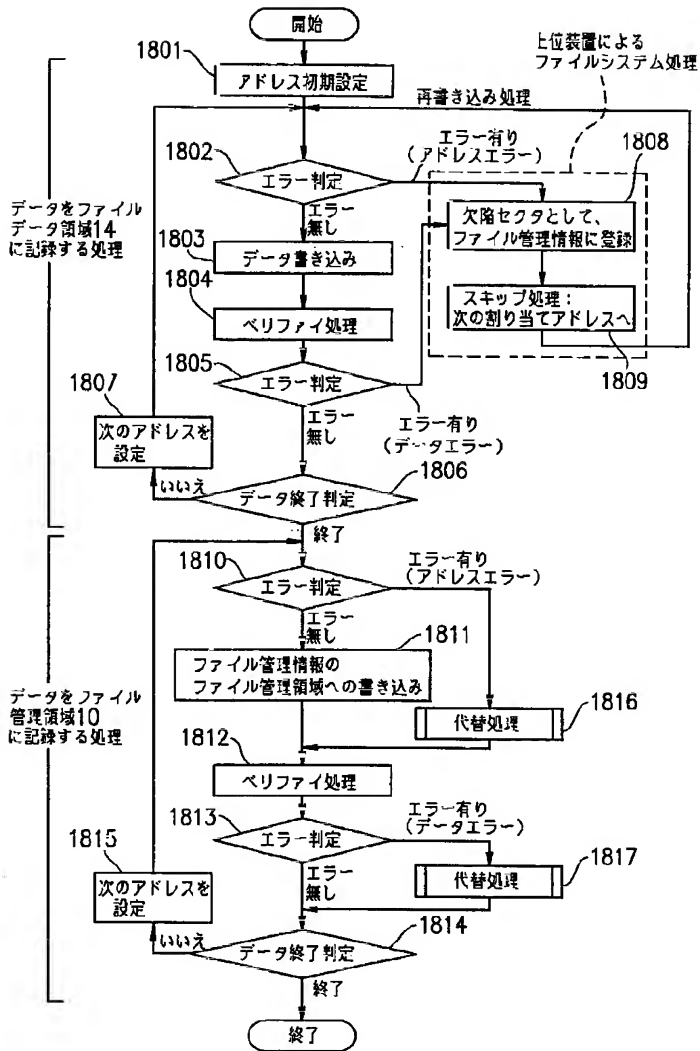 開始
1801
アドレス初期設定
上位装置による
ファイルシステム処理
再書き込み処理
1802
エラー判定
エラー有り
(アドレスエラー)
1808
データをファイル
データ領域14
に記録する処理
エラー
無し
欠陥セクタとして、
ファイル管理情報に登録
1803
データ書き込み
1804
ベリファイ処理
スキップ処理:
次の割り当てアドレスへ
1809
1805
エラー判定
エラー有り
(データエラー)
エラー
無し
1807
次のアドレスを
設定
いいえ
1806
データ終了判定
終了
1810
エラー判定
エラー有り
(アドレスエラー)
エラー
無し
1811
ファイル管理情報の
ファイル管理領域への書き込み
データをファイル
管理領域10
に記録する処理
1816
代替処理
1812
ベリファイ処理
1813
エラー判定
エラー有り
(データエラー)
エラー
無し
1817
代替処理
1815
次のアドレスを
設定
いいえ
1814
データ終了判定
終了
終了